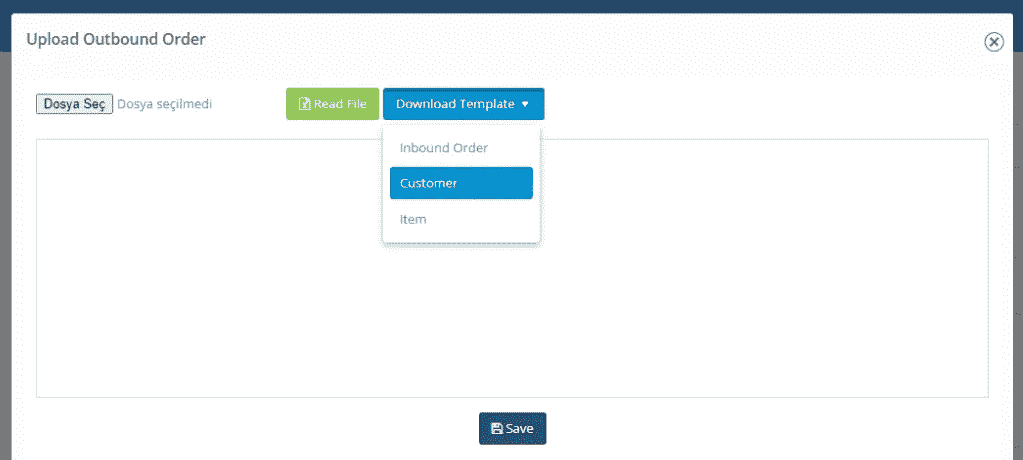 Upload Outbound Order
Dosya Seç Dosya seçilmedi Read File Download Template
Inbound Order
Customer
Item
Save